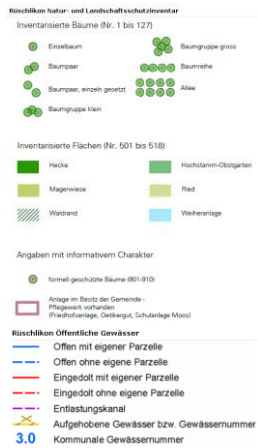 Rüschlikon Natur- und Landschaftsschutzinventar
Inventarisierte Bäume (Nr. 1 bis 127)
Einzelbaum
Baumgruppe gross
Baumpaar
Baumreihe
Baumpaar, einzeln gesetzt
Allee
Baumgruppe klein
Inventarisierte Flächen (Nr. 501 bis 518)
Hecke
Hochstamm-Obstgarten
Magerwiese
Ried
Waldrand
Weiheranlage
Angaben mit informativem Charakter
formell geschützte Bäume (901-910)
Anlage im Besitz der Gemeinde -
Pflegewerk vorhanden
(Friedhofsanlage, Oetikergut, Schulanlage Moos)
Rüschlikon Öffentliche Gewässer
Offen mit eigener Parzelle
Offen ohne eigene Parzelle
Eingedolt mit eigener Parzelle
Eingedolt ohne eigene Parzelle
Entlastungskanal
Aufgehobene Gewässer bzw. Gewässernummer
3.0 Kommunale Gewässernummer